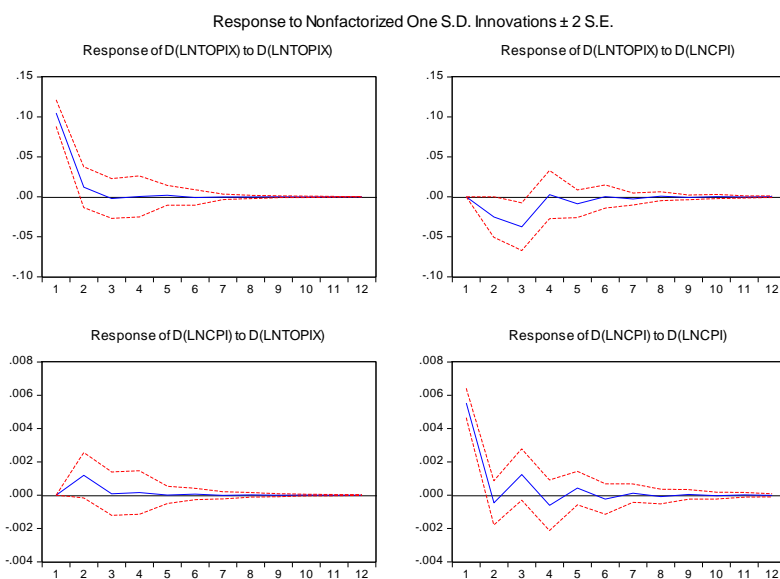 Response to Nonfactorized One S.D. Innovations ± 2 S.E.
Response of D(LNTOPIX) to D(LNTOPIX)
.15
.10
.05
.00
-.05
-.10
1 2 3 4 5 6 7 8 9 10 11 12
Response of D(LNTOPIX) to D(LNCPI)
.15
.10
.05
.00
-.05
-.10
1 2 3 4 5 6 7 8 9 10 11 12
Response of D(LNCPI) to D(LNTOPIX)
.008
.006
.004
.002
.000
-.002
-.004
1 2 3 4 5 6 7 8 9 10 11 12
Response of D(LNCPI) to D(LNCPI)
.008
.006
.004
.002
.000
-.002
-.004
1 2 3 4 5 6 7 8 9 10 11 12